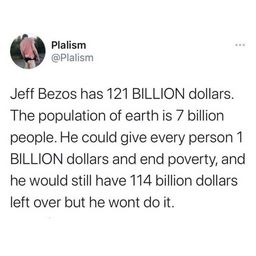 Plalism
@Plalism
Jeff Bezos has 121 BILLION dollars.
The population of earth is 7 billion
people. He could give every person 1
BILLION dollars and end poverty, and
he would still have 114 billion dollars
left over but he wont do it.